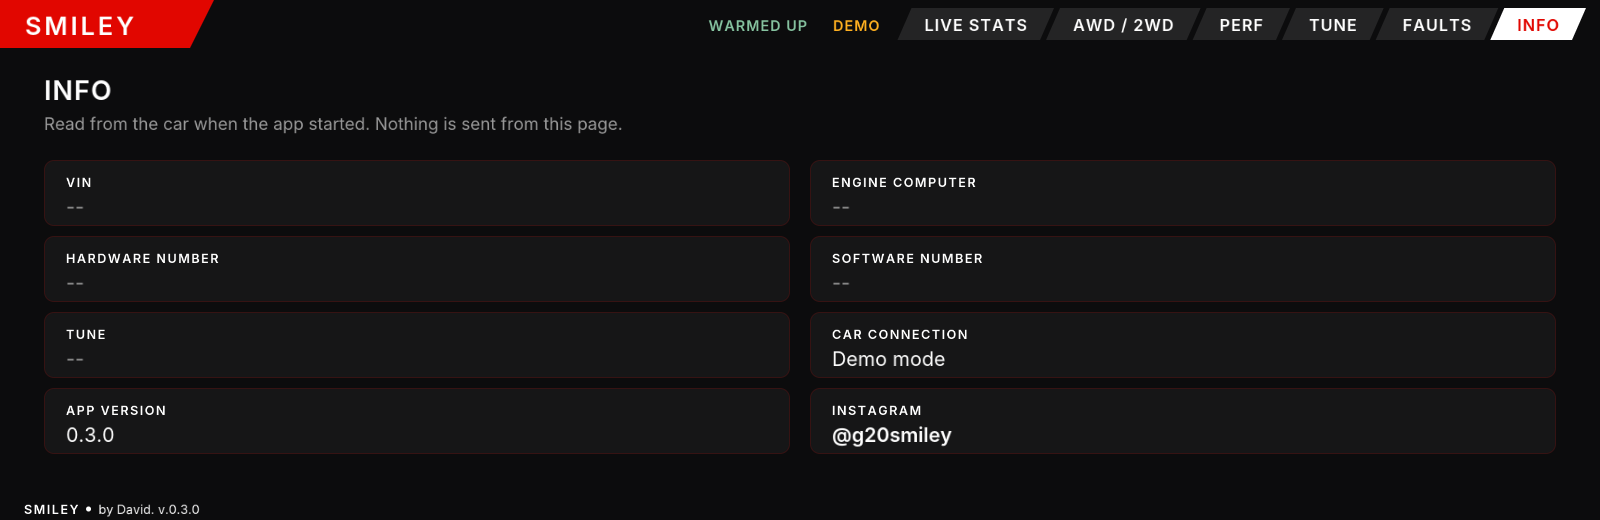 SMILEY
WARMED UP
DEMO
LIVE STATS
AWD / 2WD
PERF
TUNE
FAULTS
INFO
INFO
Read from the car when the app started. Nothing is sent from this page.
VIN
--
ENGINE COMPUTER
--
HARDWARE NUMBER
--
SOFTWARE NUMBER
--
TUNE
--
CAR CONNECTION
Demo mode
APP VERSION
0.3.0
INSTAGRAM
@g20smiley
SMILEY • by David. v.0.3.0